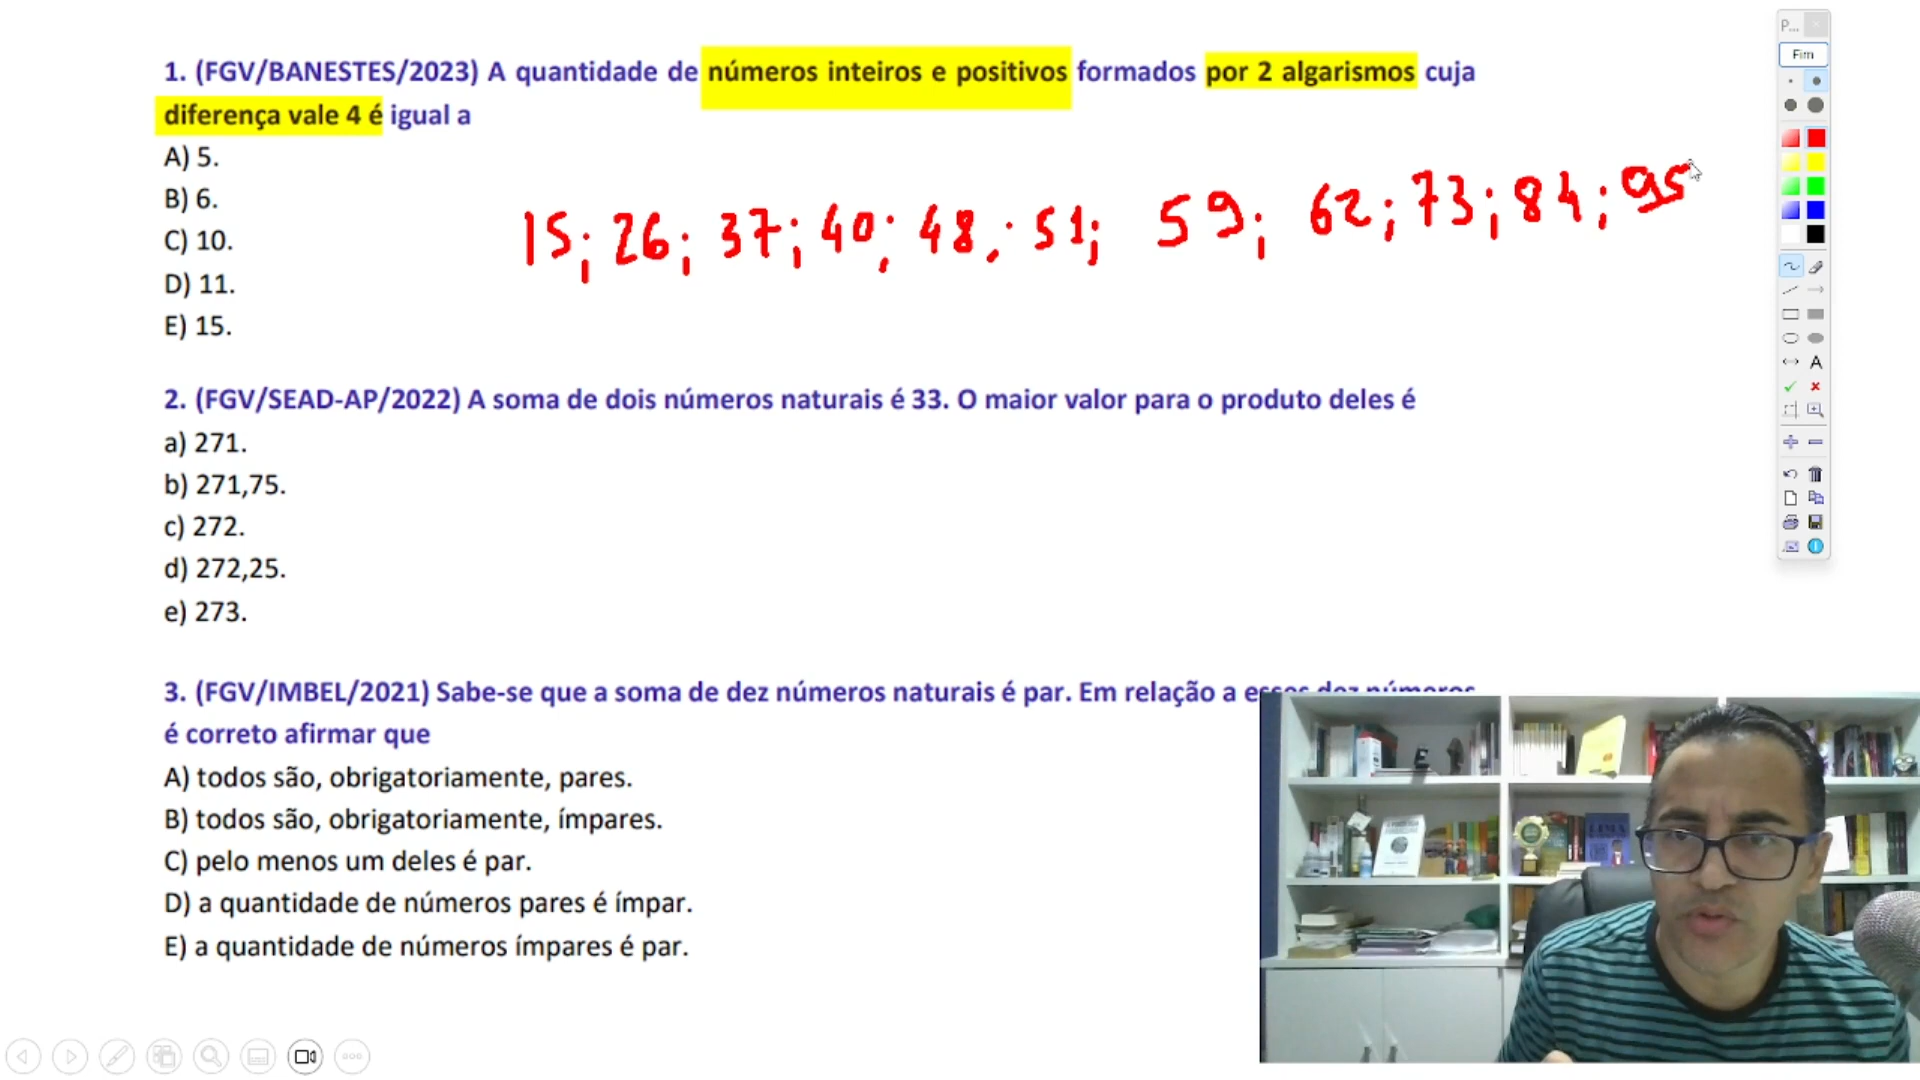 1. (FGV/BANESTES/2023) A quantidade de números inteiros e positivos formados por 2 algarismos cuja
diferença vale 4 é igual a
A) 5.
B) 6.
C) 10.
D) 11.
E) 15.
15; 26; 37; 40; 48; 51; 59; 62; 73; 84; 95
2. (FGV/SEAD-AP/2022) A soma de dois números naturais é 33. O maior valor para o produto deles é
a) 271.
b) 271,75.
c) 272.
d) 272,25.
e) 273.
3. (FGV/IMBEL/2021) Sabe-se que a soma de dez números naturais é par. Em relação a esses dez números
é correto afirmar que
A) todos são, obrigatoriamente, pares.
B) todos são, obrigatoriamente, ímpares.
C) pelo menos um deles é par.
D) a quantidade de números pares é ímpar.
E) a quantidade de números ímpares é par.
P...
Fim
A